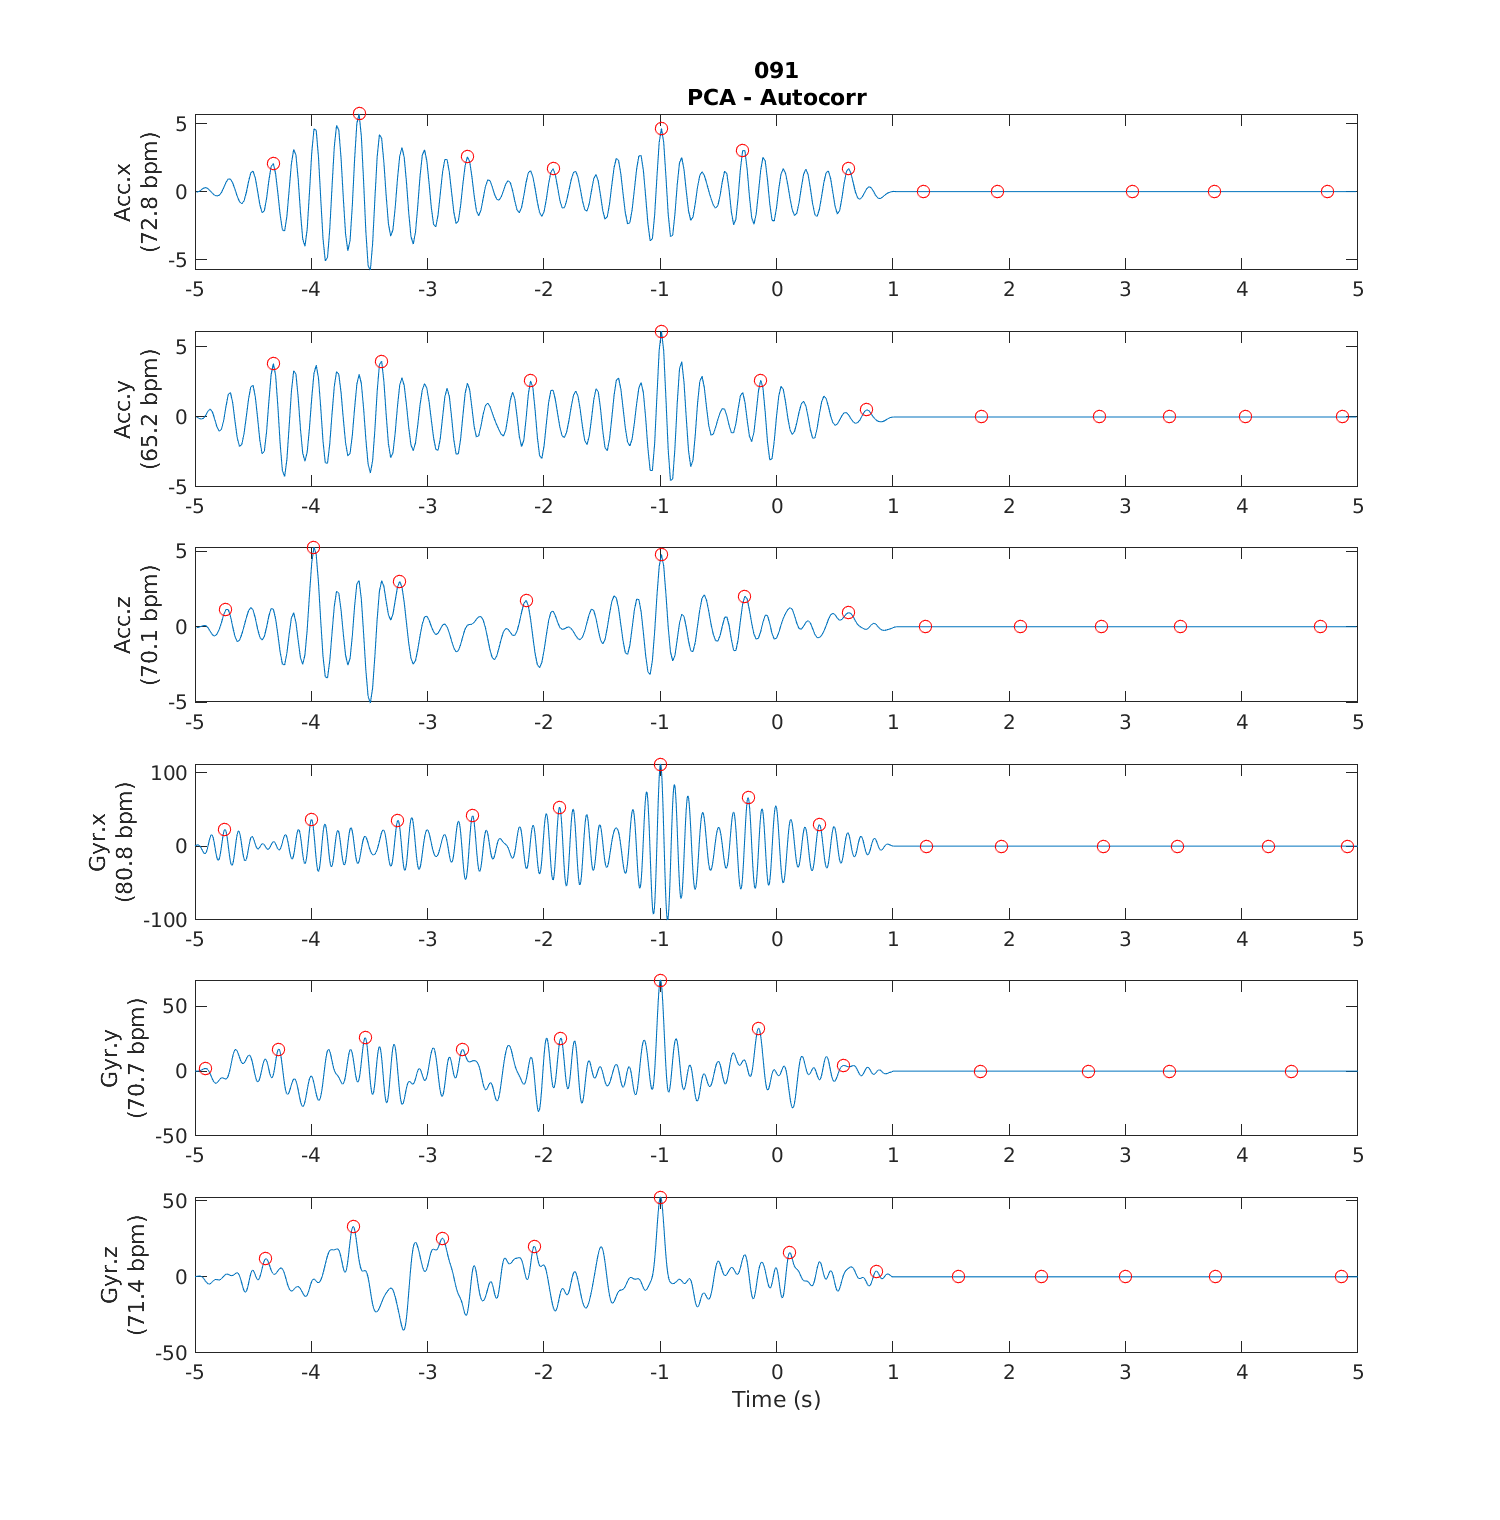 091
PCA - Autocorr
Acc.x
(72.8 bpm)
5
0
-5
-5 -4 -3 -2 -1 0 1 2 3 4 5
Acc.y
(65.2 bpm)
5
0
-5
-5 -4 -3 -2 -1 0 1 2 3 4 5
Acc.z
(70.1 bpm)
5
0
-5
-5 -4 -3 -2 -1 0 1 2 3 4 5
Gyr.x
(80.8 bpm)
100
0
-100
-5 -4 -3 -2 -1 0 1 2 3 4 5
Gyr.y
(70.7 bpm)
50
0
-50
-5 -4 -3 -2 -1 0 1 2 3 4 5
Gyr.z
(71.4 bpm)
50
0
-50
-5 -4 -3 -2 -1 0 1 2 3 4 5
Time (s)